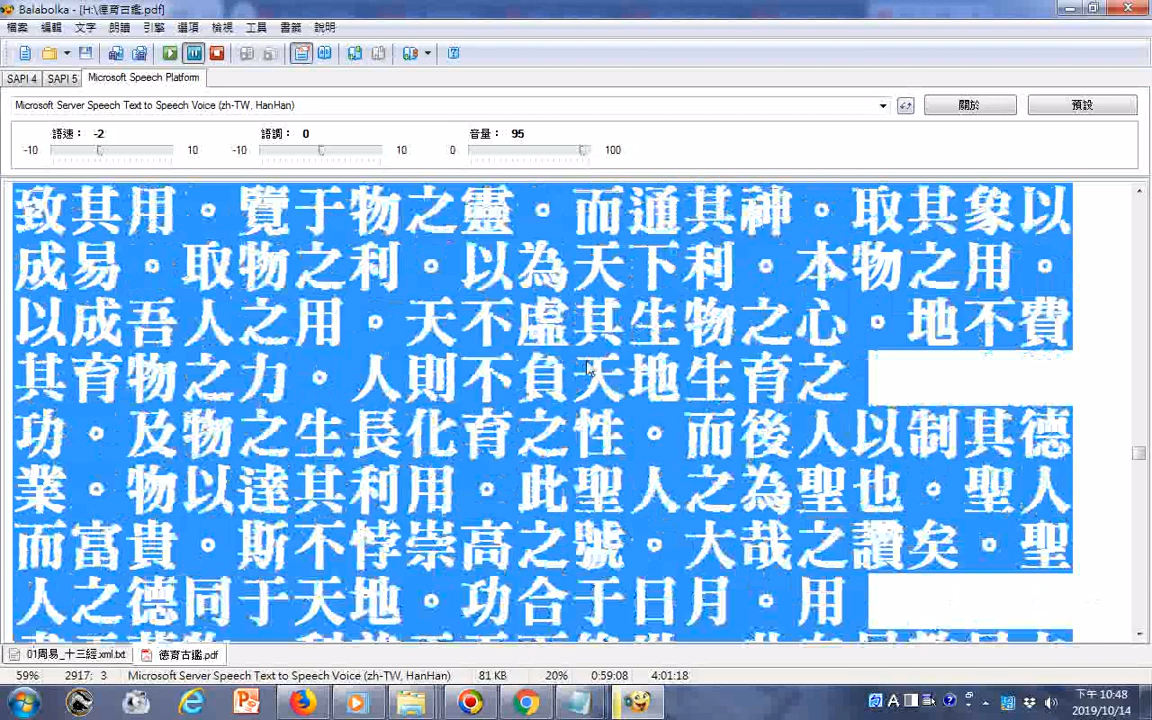 Balabolka - [H:\德育古鑑.pdf]
檔案 編輯 文字 朗讀 引擎 選項 檢視 工具 書籤 說明
SAPI 4 SAPI 5 Microsoft Speech Platform
Microsoft Server Speech Text to Speech Voice (zh-TW, HanHan) 關於 預設
語速： -2 語調： 0 音量： 95
-10 10 -10 10 0 100
致其用。覽于物之靈。而通其神。取其象以
成易。取物之利。以為天下利。本物之用。
以成吾人之用。天不虛其生物之心。地不費
其育物之力。人則不負天地生育之
功。及物之生長化育之性。而後人以制其德
業。物以達其利用。此聖人之為聖也。聖人
而富貴。斯不悖崇高之號。大哉之讚矣。聖
人之德同于天地。功合于日月。用
01周易_十三經.xml.txt 德育古鑑.pdf
59% 2917: 3 Microsoft Server Speech Text to Speech Voice (zh-TW, HanHan) 81 KB 20% 0:59:08 4:01:18
下午 10:48
2019/10/14